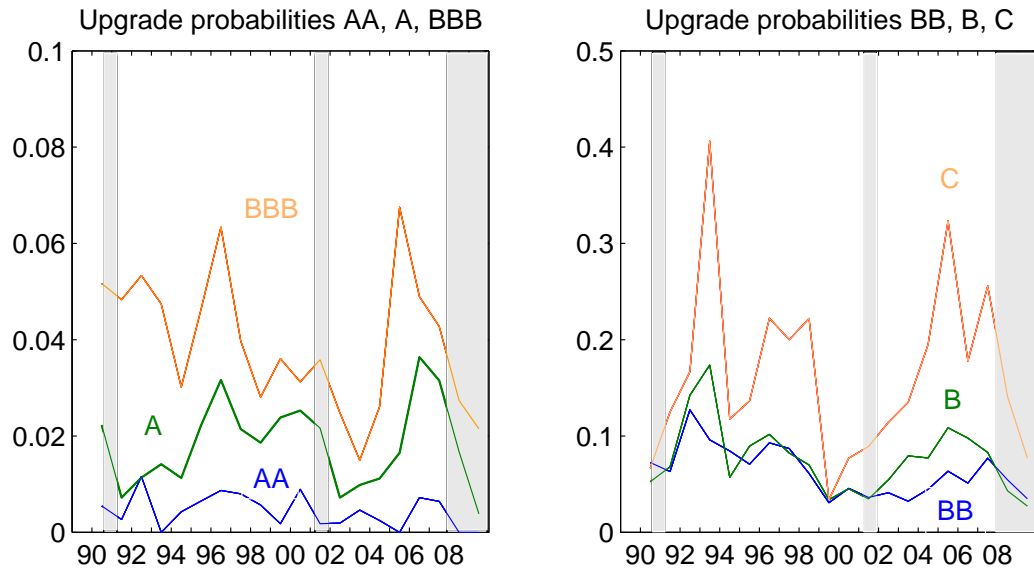 Upgrade probabilities AA, A, BBB
0.1
0.08
0.06
0.04
0.02
0
BBB
A
AA
90 92 94 96 98 00 02 04 06 08
Upgrade probabilities BB, B, C
0.5
0.4
0.3
0.2
0.1
0
C
B
BB
90 92 94 96 98 00 02 04 06 08